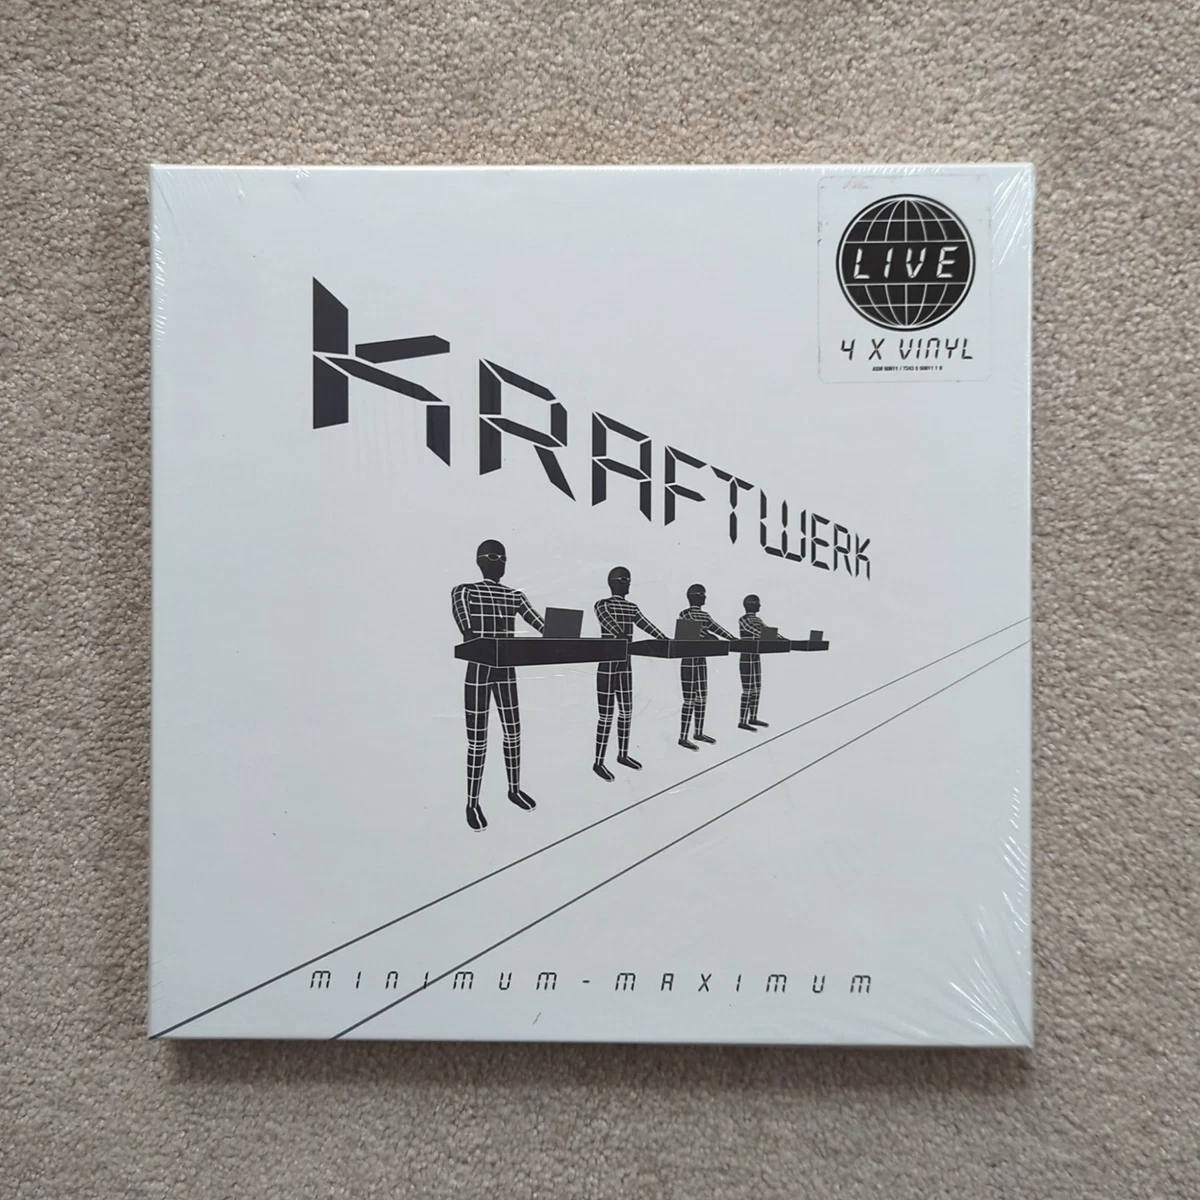 LIVE
4 X VINYL
KRAFTWERK
MINIMUM-MAXIMUM